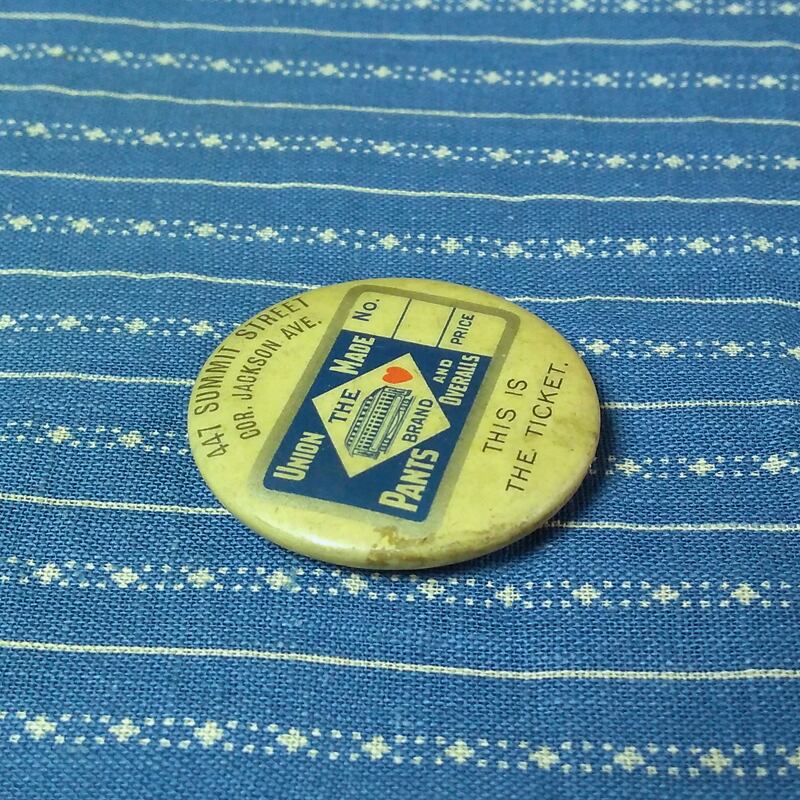 447 SUMMIT STREET
COR. JACKSON AVE.
No.
PRICE
UNION MADE
THE
BRAND
PANTS AND OVERALLS
THIS IS
THE TICKET.